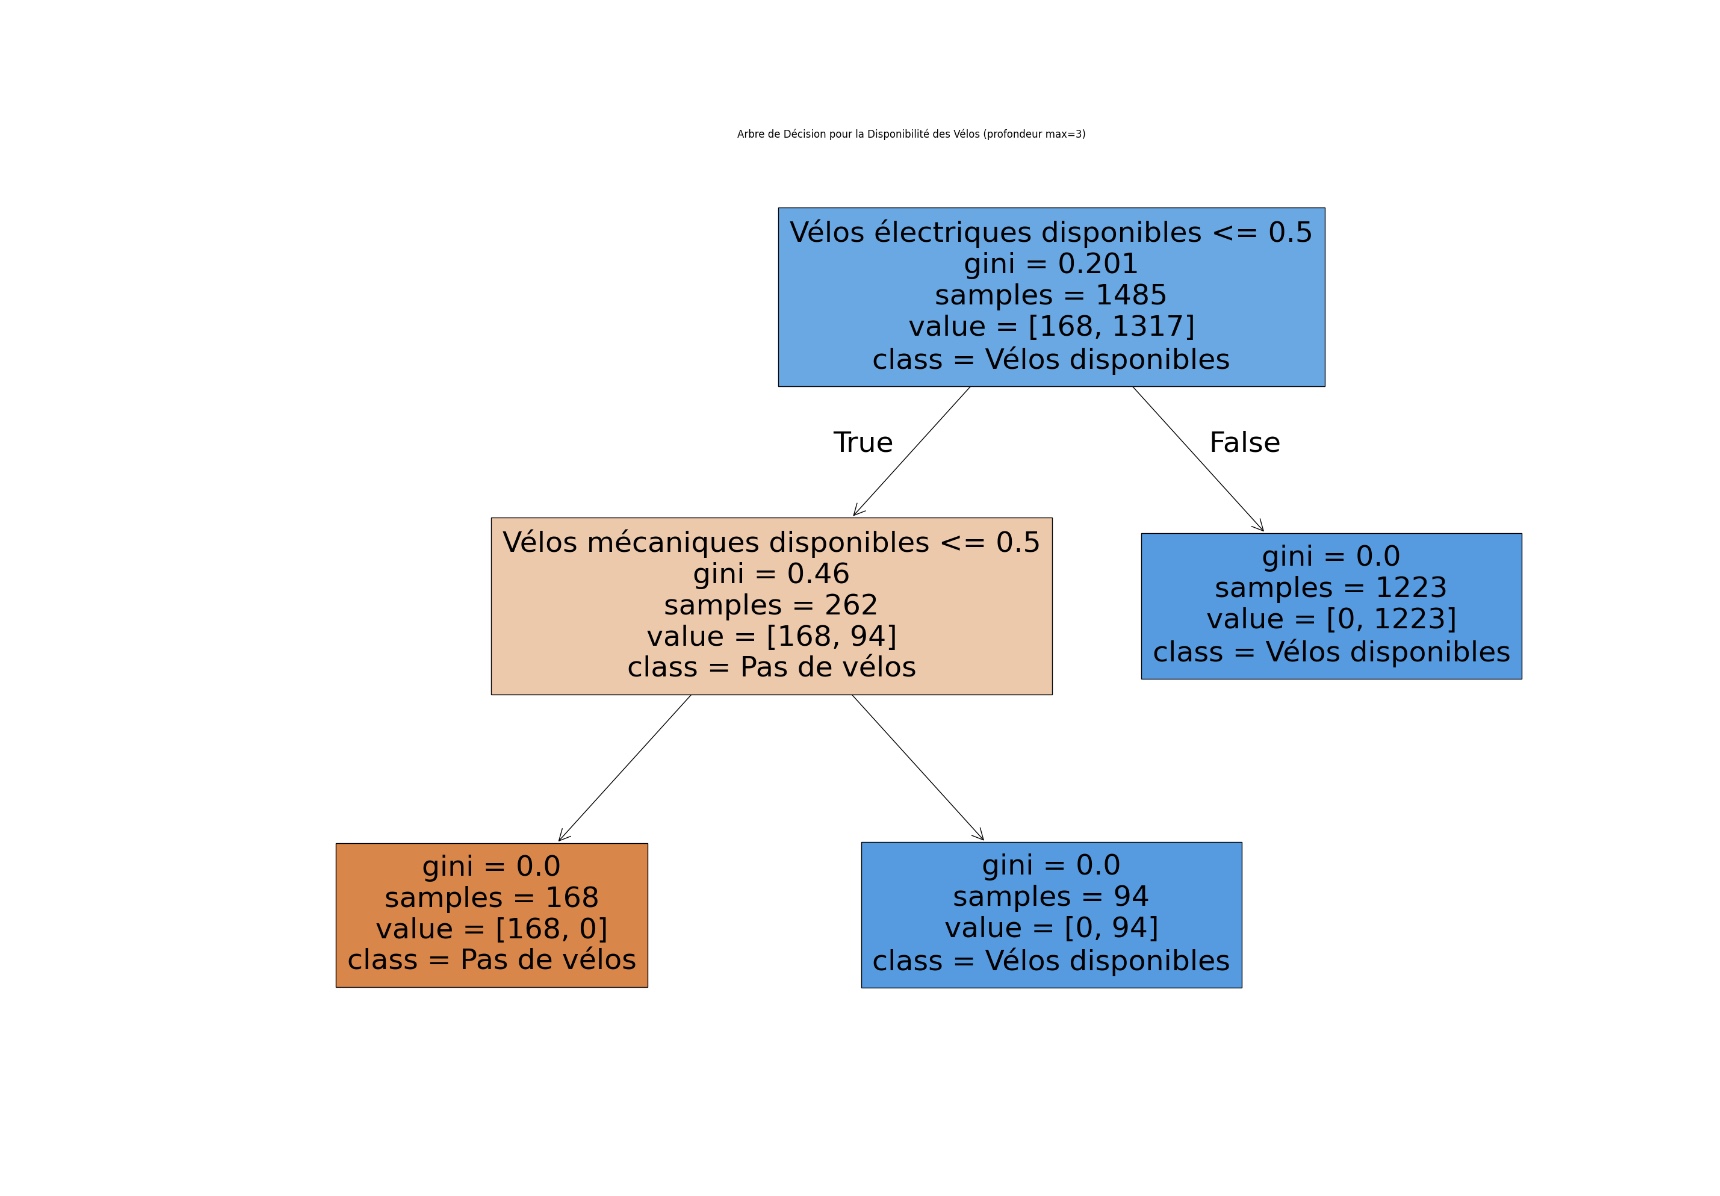 Arbre de Décision pour la Disponibilité des Vélos (profondeur max=3)
Vélos électriques disponibles <= 0.5
gini = 0.201
samples = 1485
value = [168, 1317]
class = Vélos disponibles
True
False
Vélos mécaniques disponibles <= 0.5
gini = 0.46
samples = 262
value = [168, 94]
class = Pas de vélos
gini = 0.0
samples = 1223
value = [0, 1223]
class = Vélos disponibles
gini = 0.0
samples = 168
value = [168, 0]
class = Pas de vélos
gini = 0.0
samples = 94
value = [0, 94]
class = Vélos disponibles